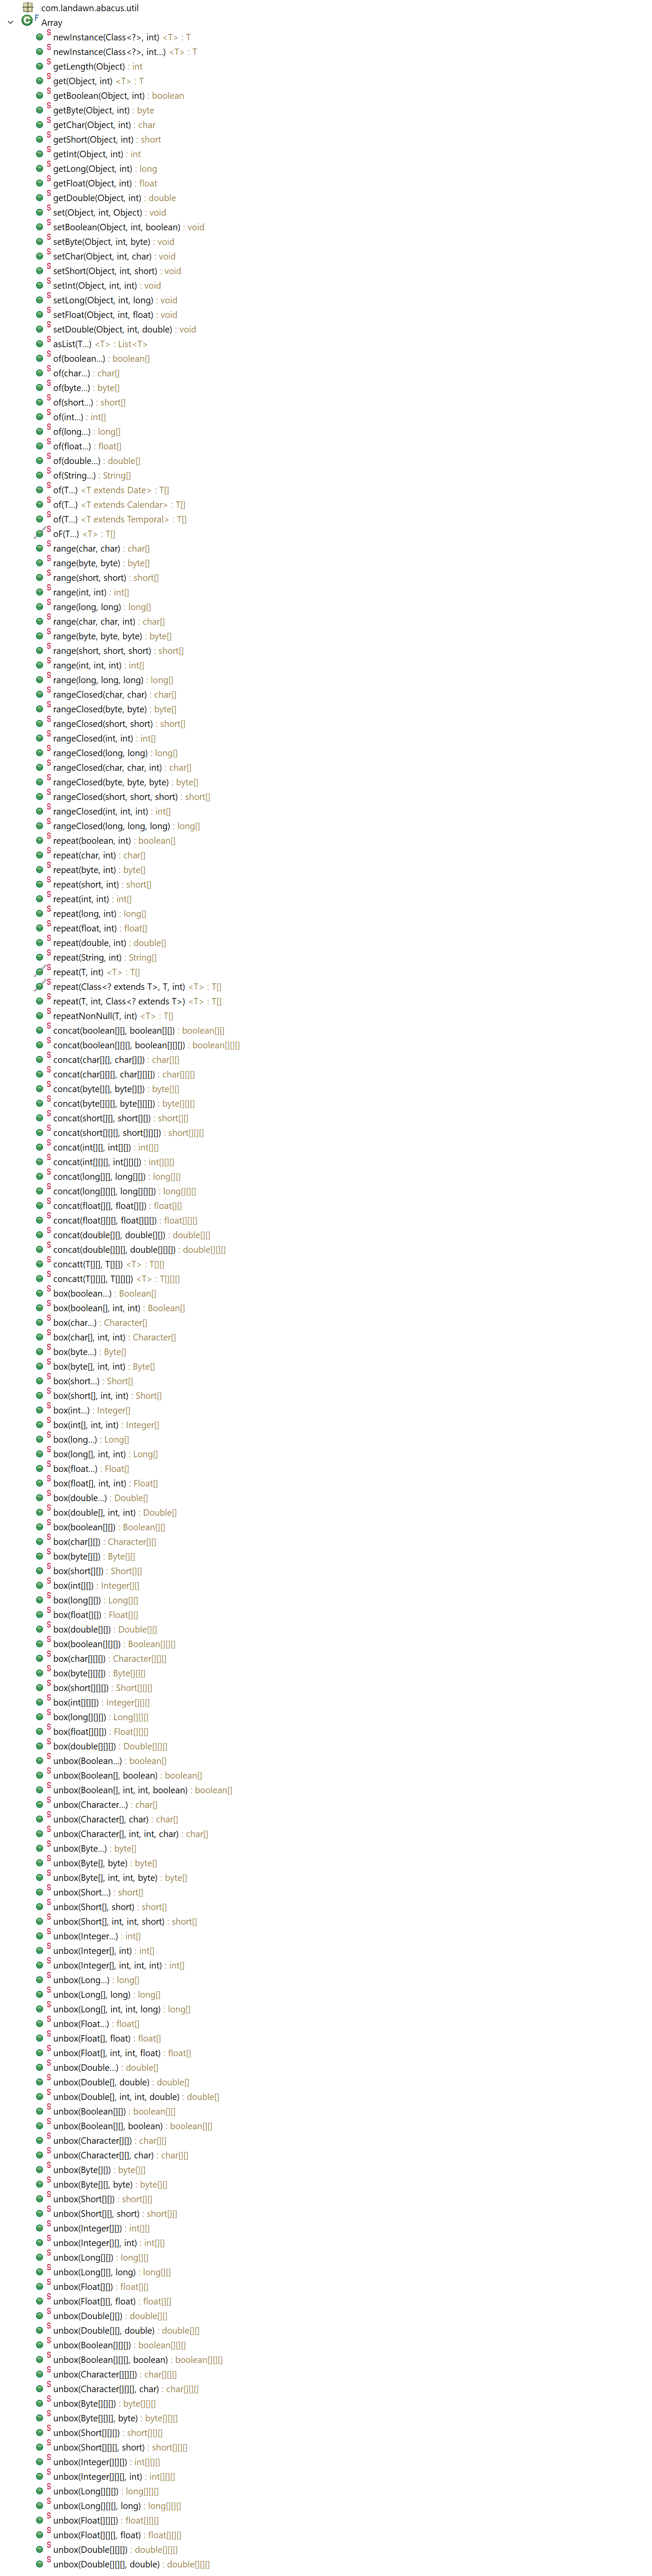 com.landawn.abacus.util
Array
newInstance(Class<?>, int) <T> : T
newInstance(Class<?>, int...) <T> : T
getLength(Object) : int
get(Object, int) <T> : T
getBoolean(Object, int) : boolean
getByte(Object, int) : byte
getChar(Object, int) : char
getShort(Object, int) : short
getInt(Object, int) : int
getLong(Object, int) : long
getFloat(Object, int) : float
getDouble(Object, int) : double
set(Object, int, Object) : void
setBoolean(Object, int, boolean) : void
setByte(Object, int, byte) : void
setChar(Object, int, char) : void
setShort(Object, int, short) : void
setInt(Object, int, int) : void
setLong(Object, int, long) : void
setFloat(Object, int, float) : void
setDouble(Object, int, double) : void
asList(T...) <T> : List<T>
of(boolean...) : boolean[]
of(char...) : char[]
of(byte...) : byte[]
of(short...) : short[]
of(int...) : int[]
of(long...) : long[]
of(float...) : float[]
of(double...) : double[]
of(String...) : String[]
of(T...) <T extends Date> : T[]
of(T...) <T extends Calendar> : T[]
of(T...) <T extends Temporal> : T[]
oF(T...) <T> : T[]
range(char, char) : char[]
range(byte, byte) : byte[]
range(short, short) : short[]
range(int, int) : int[]
range(long, long) : long[]
range(char, char, int) : char[]
range(byte, byte, byte) : byte[]
range(short, short, short) : short[]
range(int, int, int) : int[]
range(long, long, long) : long[]
rangeClosed(char, char) : char[]
rangeClosed(byte, byte) : byte[]
rangeClosed(short, short) : short[]
rangeClosed(int, int) : int[]
rangeClosed(long, long) : long[]
rangeClosed(char, char, int) : char[]
rangeClosed(byte, byte, byte) : byte[]
rangeClosed(short, short, short) : short[]
rangeClosed(int, int, int) : int[]
rangeClosed(long, long, long) : long[]
repeat(boolean, int) : boolean[]
repeat(char, int) : char[]
repeat(byte, int) : byte[]
repeat(short, int) : short[]
repeat(int, int) : int[]
repeat(long, int) : long[]
repeat(float, int) : float[]
repeat(double, int) : double[]
repeat(String, int) : String[]
repeat(T, int) <T> : T[]
repeat(Class<? extends T>, T, int) <T> : T[]
repeat(T, int, Class<? extends T>) <T> : T[]
repeatNonNull(T, int) <T> : T[]
concat(boolean[][], boolean[][]) : boolean[][]
concat(boolean[][][], boolean[][][]) : boolean[][][]
concat(char[][], char[][]) : char[][]
concat(char[][][], char[][][]) : char[][][]
concat(byte[][], byte[][]) : byte[][]
concat(byte[][][], byte[][][]) : byte[][][]
concat(short[][], short[][]) : short[][]
concat(short[][][], short[][][]) : short[][][]
concat(int[][], int[][]) : int[][]
concat(int[][][], int[][][]) : int[][][]
concat(long[][], long[][]) : long[][]
concat(long[][][], long[][][]) : long[][][]
concat(float[][], float[][]) : float[][]
concat(float[][][], float[][][]) : float[][][]
concat(double[][], double[][]) : double[][]
concat(double[][][], double[][][]) : double[][][]
concatt(T[][], T[][]) <T> : T[][]
concatt(T[][][], T[][][]) <T> : T[][][]
box(boolean...) : Boolean[]
box(boolean[], int, int) : Boolean[]
box(char...) : Character[]
box(char[], int, int) : Character[]
box(byte...) : Byte[]
box(byte[], int, int) : Byte[]
box(short...) : Short[]
box(short[], int, int) : Short[]
box(int...) : Integer[]
box(int[], int, int) : Integer[]
box(long...) : Long[]
box(long[], int, int) : Long[]
box(float...) : Float[]
box(float[], int, int) : Float[]
box(double...) : Double[]
box(double[], int, int) : Double[]
box(boolean[][]) : Boolean[][]
box(char[][]) : Character[][]
box(byte[][]) : Byte[][]
box(short[][]) : Short[][]
box(int[][]) : Integer[][]
box(long[][]) : Long[][]
box(float[][]) : Float[][]
box(double[][]) : Double[][]
box(boolean[][][]) : Boolean[][][]
box(char[][][]) : Character[][][]
box(byte[][][]) : Byte[][][]
box(short[][][]) : Short[][][]
box(int[][][]) : Integer[][][]
box(long[][][]) : Long[][][]
box(float[][][]) : Float[][][]
box(double[][][]) : Double[][][]
unbox(Boolean...) : boolean[]
unbox(Boolean[], boolean) : boolean[]
unbox(Boolean[], int, int, boolean) : boolean[]
unbox(Character...) : char[]
unbox(Character[], char) : char[]
unbox(Character[], int, int, char) : char[]
unbox(Byte...) : byte[]
unbox(Byte[], byte) : byte[]
unbox(Byte[], int, int, byte) : byte[]
unbox(Short...) : short[]
unbox(Short[], short) : short[]
unbox(Short[], int, int, short) : short[]
unbox(Integer...) : int[]
unbox(Integer[], int) : int[]
unbox(Integer[], int, int, int) : int[]
unbox(Long...) : long[]
unbox(Long[], long) : long[]
unbox(Long[], int, int, long) : long[]
unbox(Float...) : float[]
unbox(Float[], float) : float[]
unbox(Float[], int, int, float) : float[]
unbox(Double...) : double[]
unbox(Double[], double) : double[]
unbox(Double[], int, int, double) : double[]
unbox(Boolean[][]) : boolean[][]
unbox(Boolean[][], boolean) : boolean[][]
unbox(Character[][]) : char[][]
unbox(Character[][], char) : char[][]
unbox(Byte[][]) : byte[][]
unbox(Byte[][], byte) : byte[][]
unbox(Short[][]) : short[][]
unbox(Short[][], short) : short[][]
unbox(Integer[][]) : int[][]
unbox(Integer[][], int) : int[][]
unbox(Long[][]) : long[][]
unbox(Long[][], long) : long[][]
unbox(Float[][]) : float[][]
unbox(Float[][], float) : float[][]
unbox(Double[][]) : double[][]
unbox(Double[][], double) : double[][]
unbox(Boolean[][][]) : boolean[][][]
unbox(Boolean[][][], boolean) : boolean[][][]
unbox(Character[][][]) : char[][][]
unbox(Character[][][], char) : char[][][]
unbox(Byte[][][]) : byte[][][]
unbox(Byte[][][], byte) : byte[][][]
unbox(Short[][][]) : short[][][]
unbox(Short[][][], short) : short[][][]
unbox(Integer[][][]) : int[][][]
unbox(Integer[][][], int) : int[][][]
unbox(Long[][][]) : long[][][]
unbox(Long[][][], long) : long[][][]
unbox(Float[][][]) : float[][][]
unbox(Float[][][], float) : float[][][]
unbox(Double[][][]) : double[][][]
unbox(Double[][][], double) : double[][][]